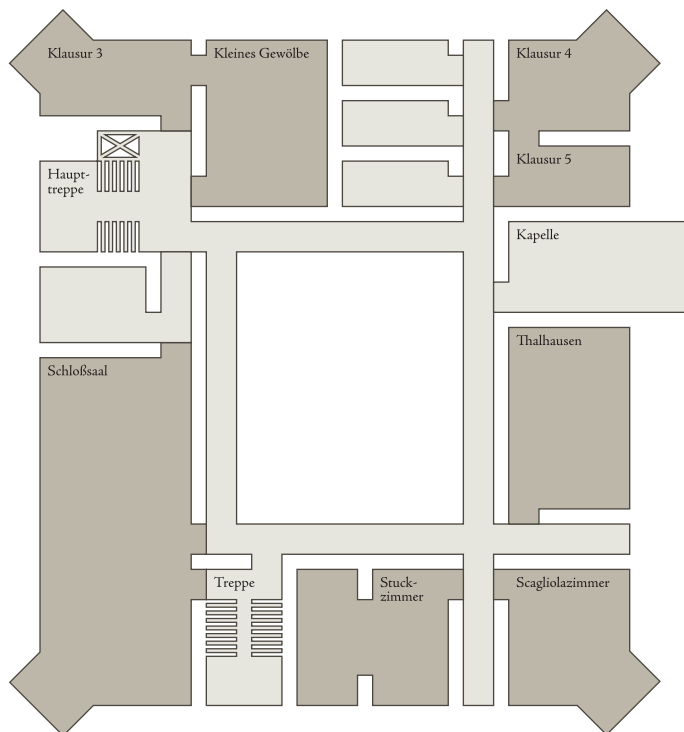 Klausur 3
Kleines Gewölbe
Klausur 4
Klausur 5
Haupt-
treppe
Kapelle
Thalhausen
Schloßsaal
Treppe
Stuck-
zimmer
Scagliolazimmer